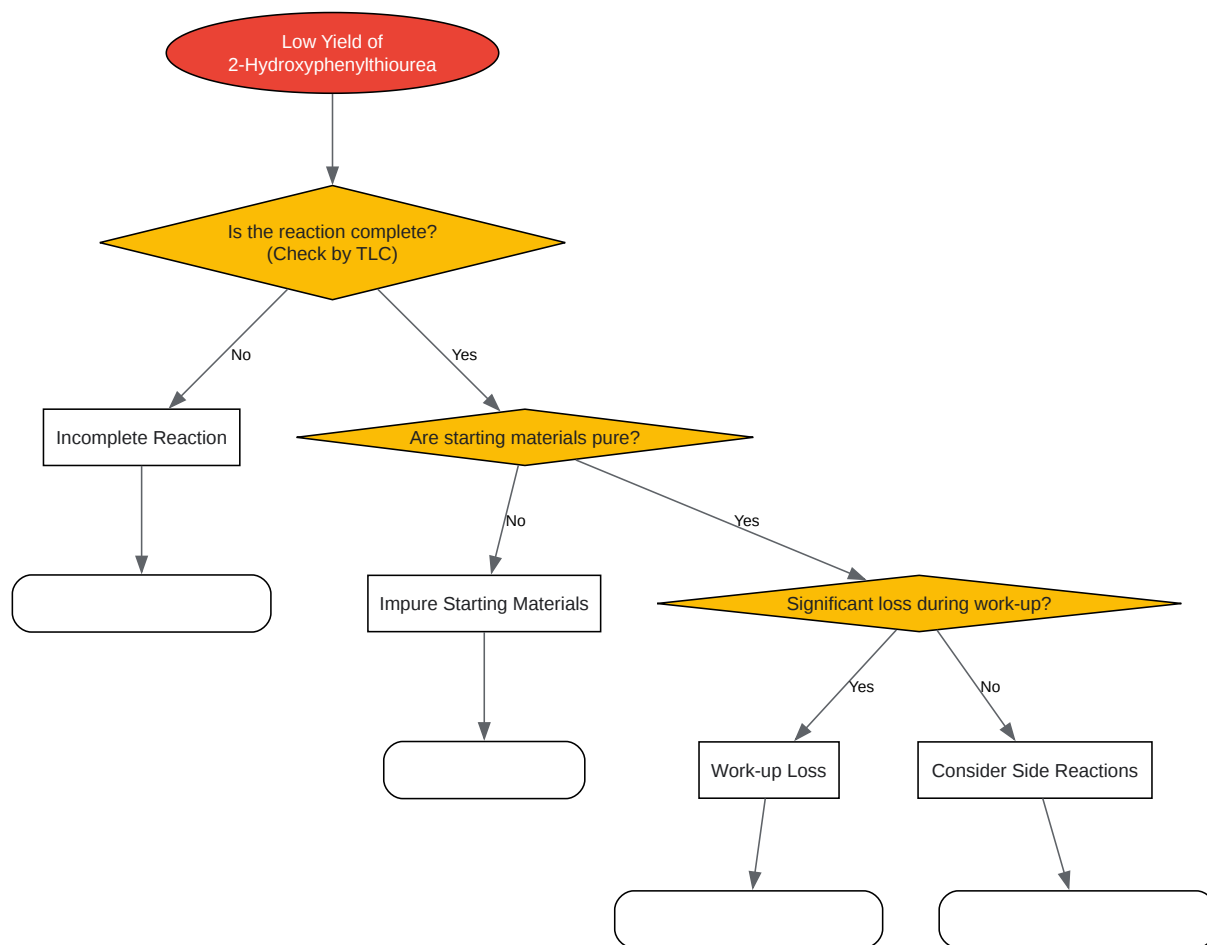 Low Yield of
2-Hydroxyphenylthiourea
Is the reaction complete?
(Check by TLC)
No
Yes
Incomplete Reaction
Are starting materials pure?
No
Yes
Impure Starting Materials
Significant loss during work-up?
Yes
No
Work-up Loss
Consider Side Reactions